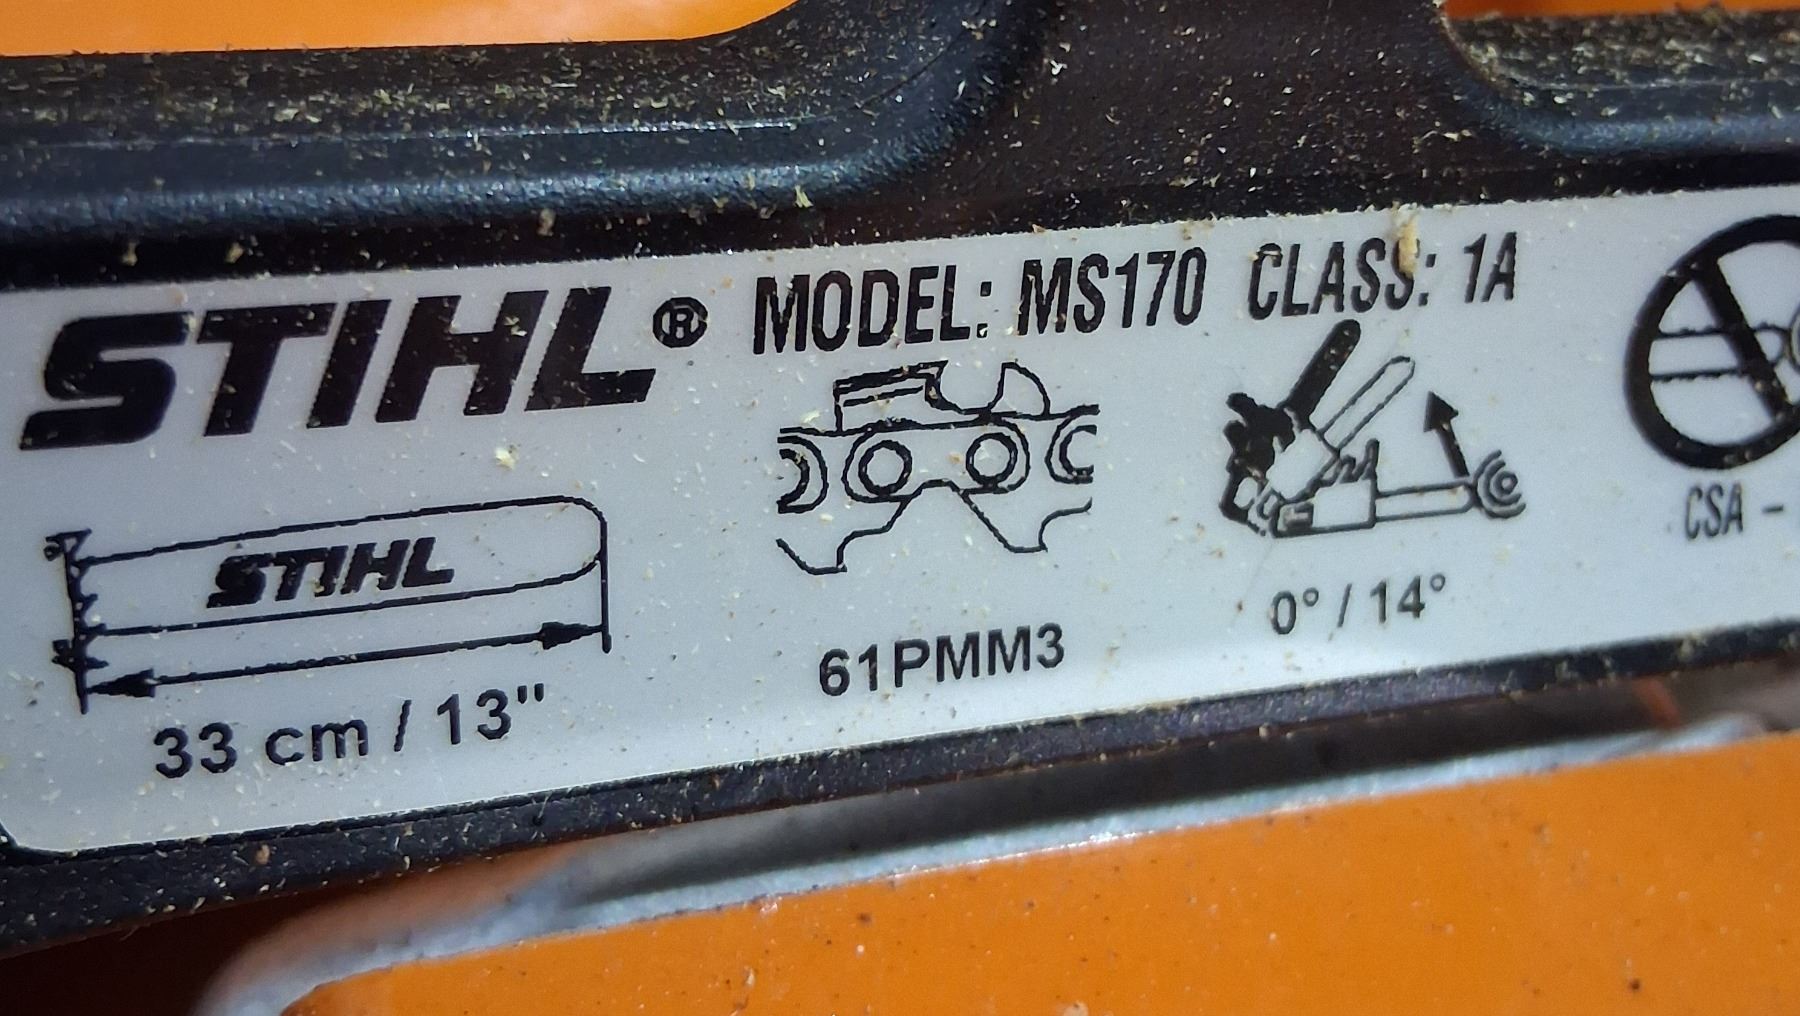 STIHL® MODEL: MS170 CLASS: 1A
STIHL
33 cm / 13"
61PMM3
0° / 14°
CSA -